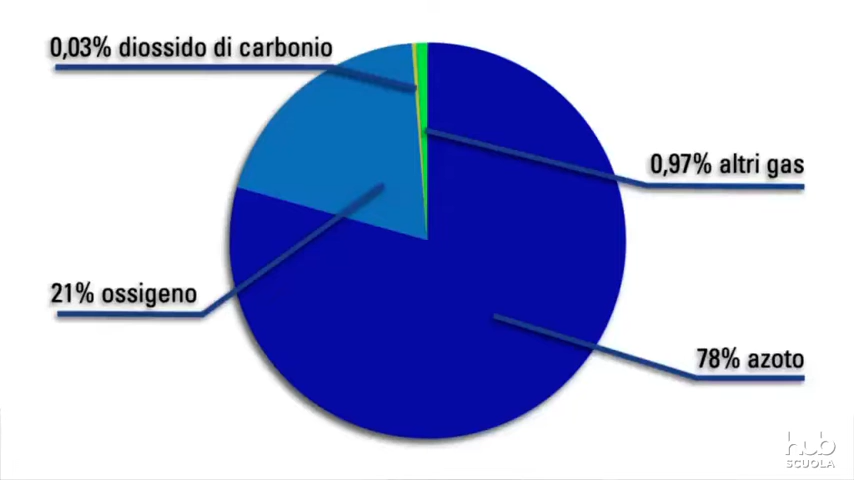 0,03% diossido di carbonio
0,97% altri gas
21% ossigeno
78% azoto
hub
SCUOLA